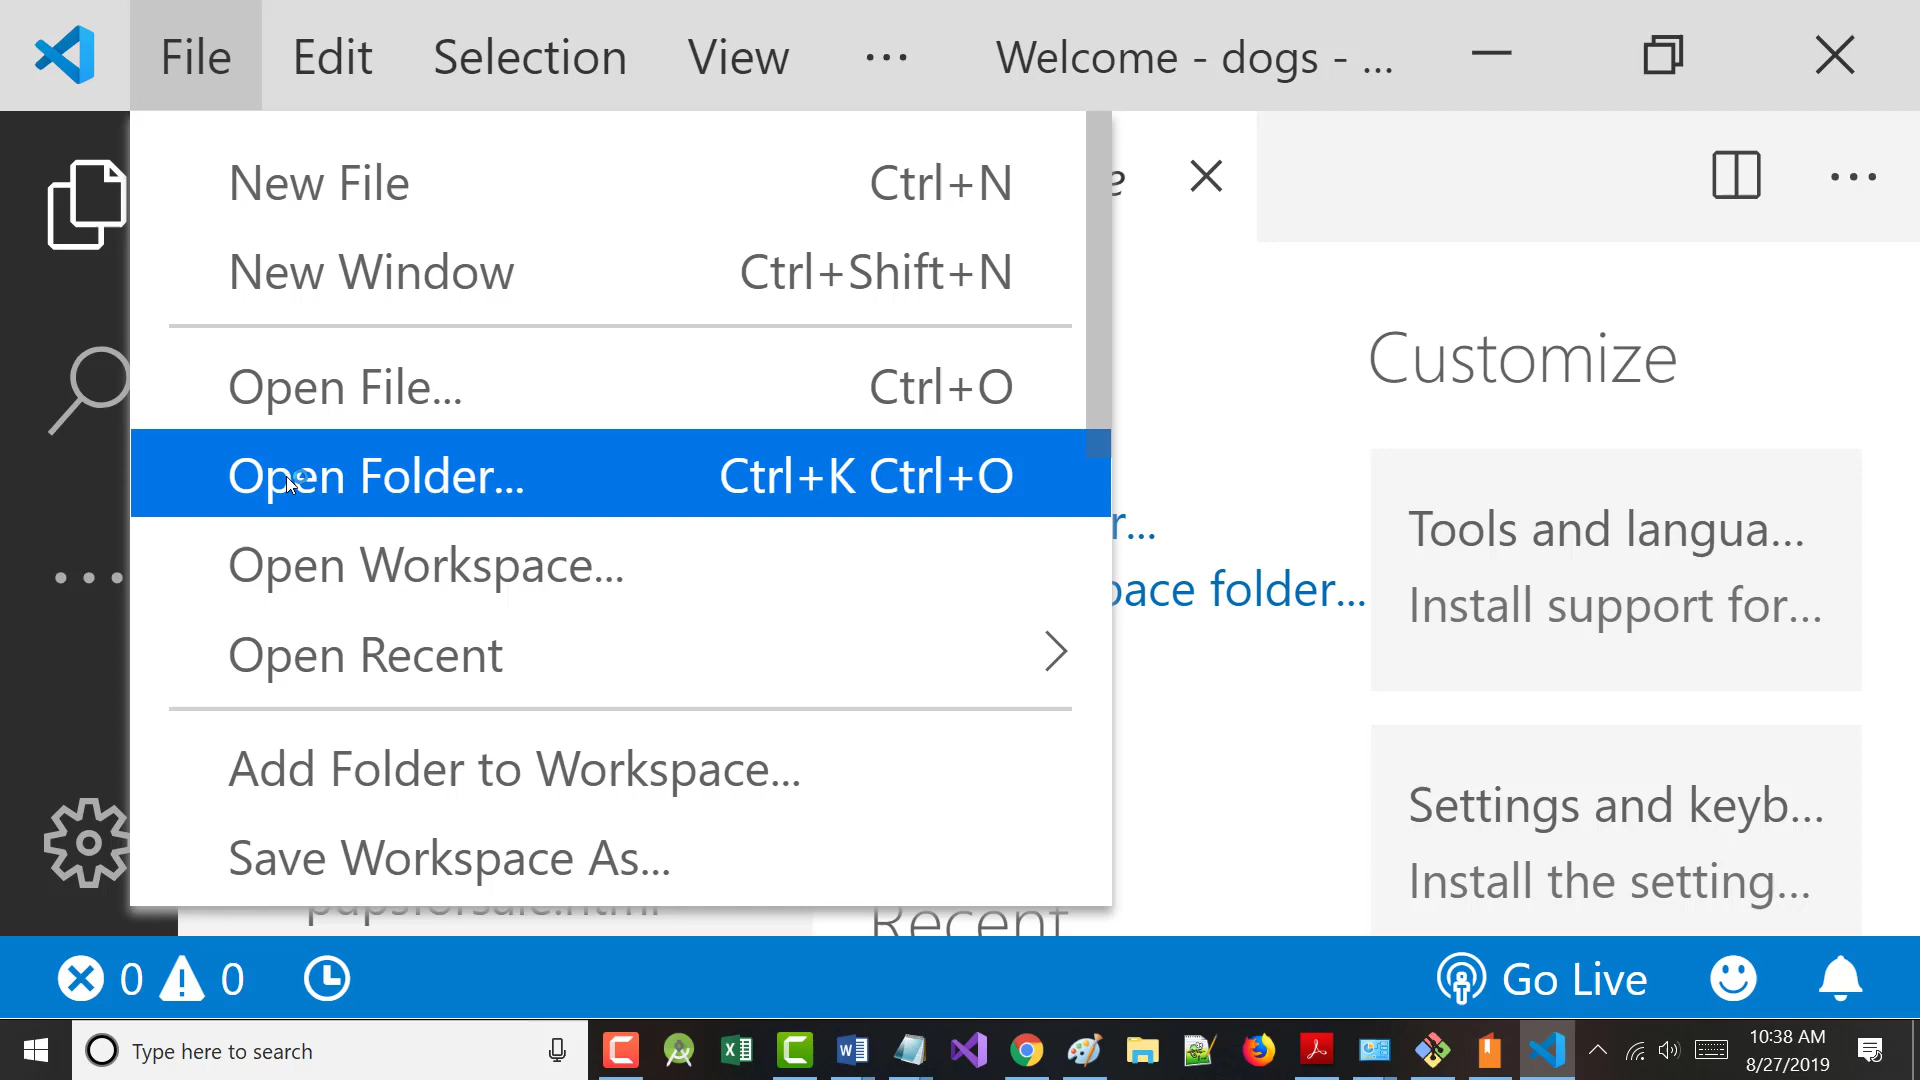 File Edit Selection View ... Welcome - dogs - ...
New File Ctrl+N
New Window Ctrl+Shift+N
Open File... Ctrl+O
Open Folder... Ctrl+K Ctrl+O
Open Workspace...
Open Recent
Add Folder to Workspace...
Save Workspace As...
pupsforsale.html
e
r...
pace folder...
Recent
Customize
Tools and langua...
Install support for...
Settings and keyb...
Install the setting...
0 0 Go Live
Type here to search
10:38 AM
8/27/2019